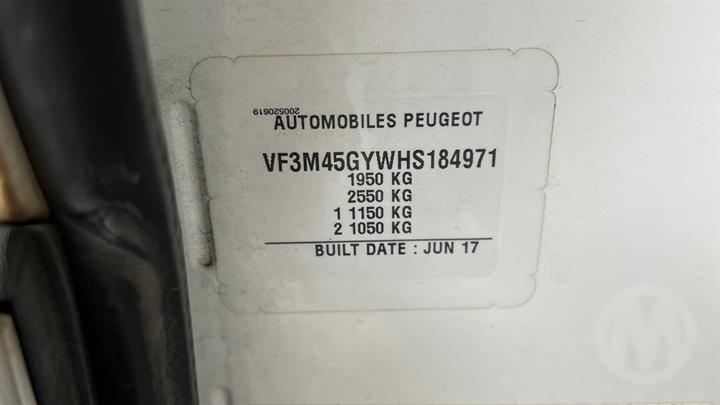 200520619
AUTOMOBILES PEUGEOT
VF3M45GYWHS184971
1950 KG
2550 KG
1 1150 KG
2 1050 KG
BUILT DATE : JUN 17
M